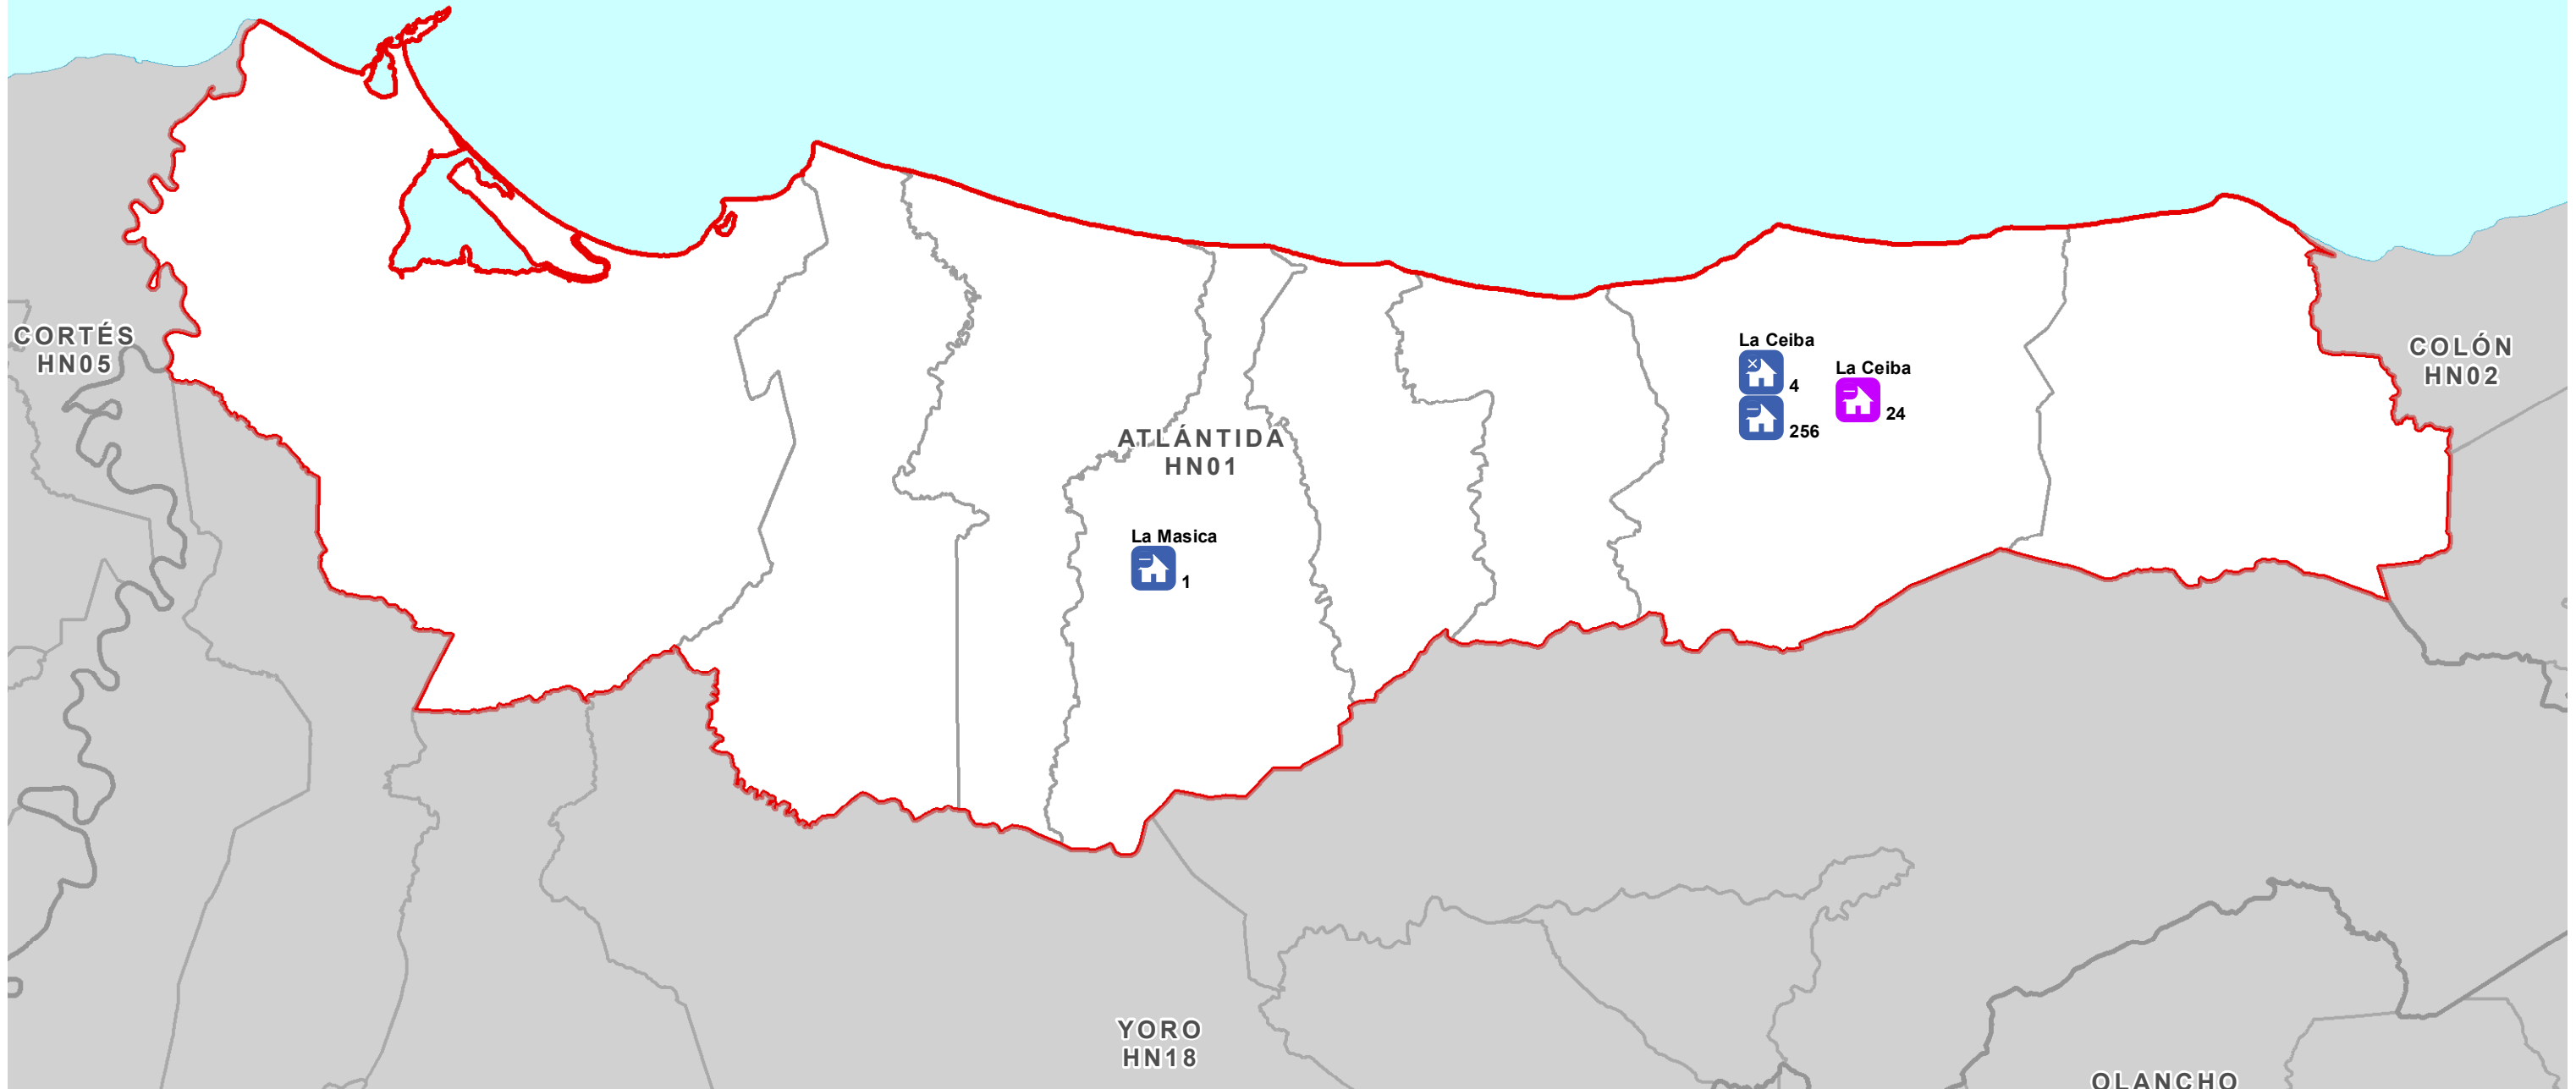 CORTÉS
HN05
La Ceiba
4
256
La Ceiba
24
COLÓN
HN02
ATLÁNTIDA
HN01
La Masica
1
YORO
HN18
OLANCHO